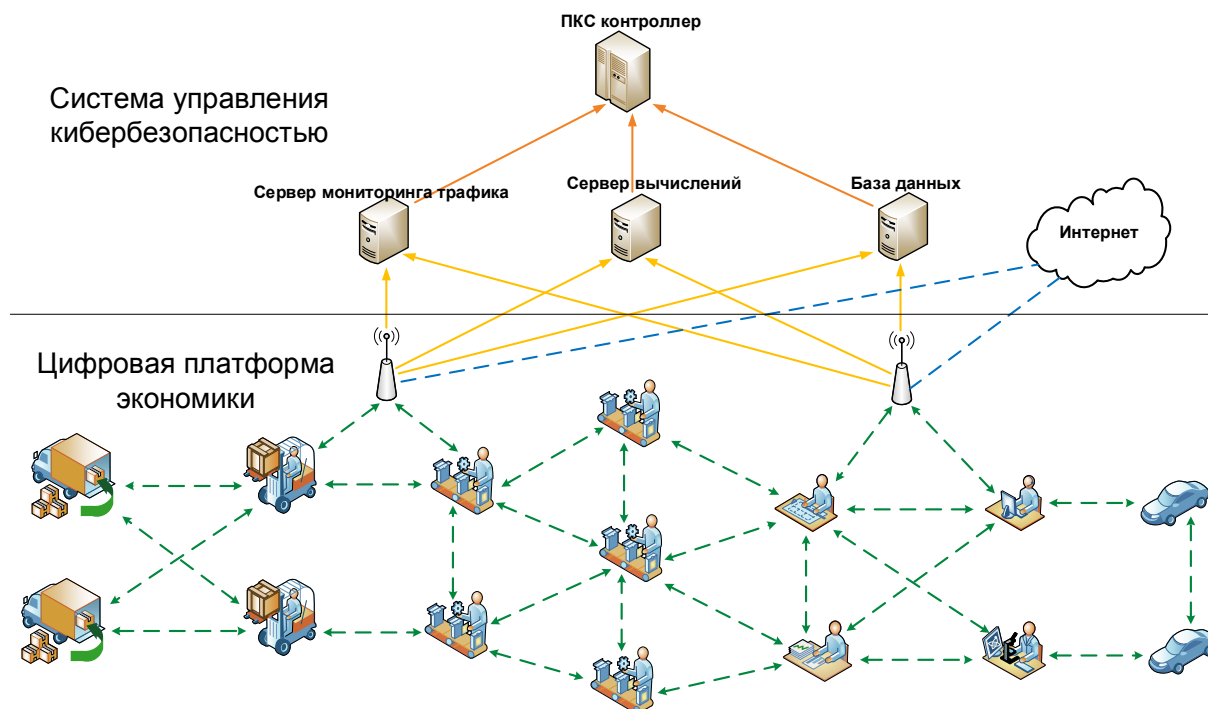 ПКС контроллер
Система управления
кибербезопасностью
Сервер мониторинга трафика
Сервер вычислений
База данных
Интернет
Цифровая платформа
экономики